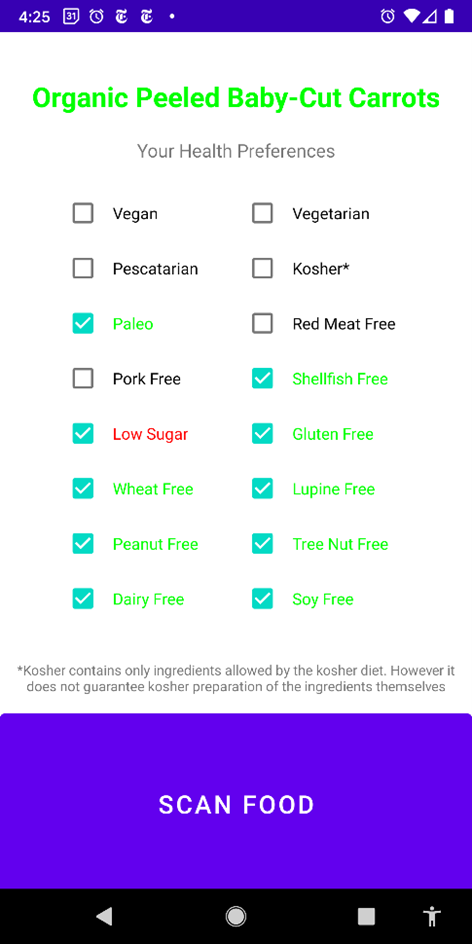 4:25 31
Organic Peeled Baby-Cut Carrots
Your Health Preferences
Vegan Vegetarian
Pescatarian Kosher*
Paleo Red Meat Free
Pork Free Shellfish Free
Low Sugar Gluten Free
Wheat Free Lupine Free
Peanut Free Tree Nut Free
Dairy Free Soy Free
*Kosher contains only ingredients allowed by the kosher diet. However it
does not guarantee kosher preparation of the ingredients themselves
SCAN FOOD